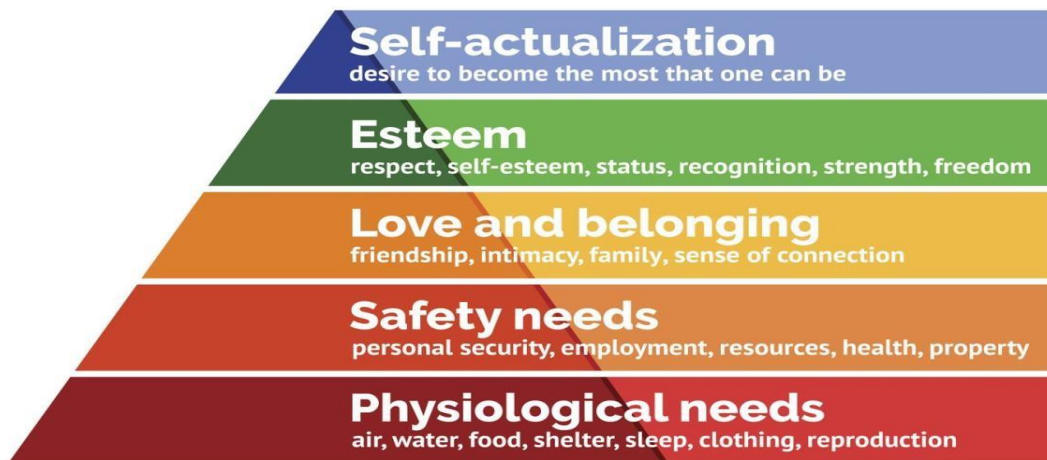 Self-actualization
desire to become the most that one can be
Esteem
respect, self-esteem, status, recognition, strength, freedom
Love and belonging
friendship, intimacy, family, sense of connection
Safety needs
personal security, employment, resources, health, property
Physiological needs
air, water, food, shelter, sleep, clothing, reproduction